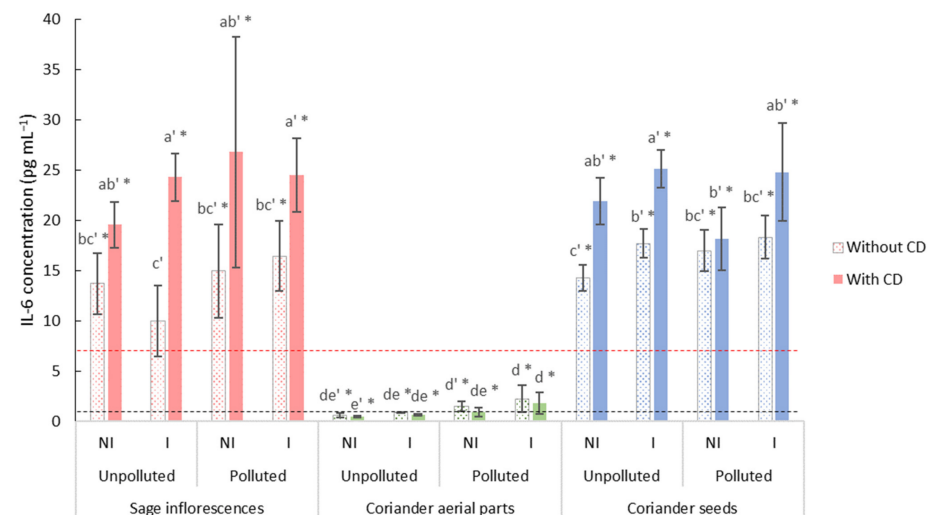 40
35
30
25
20
15
10
5
0
IL-6 concentration (pg mL⁻¹)
bc' *
ab' *
c'
a' *
bc' *
ab' *
bc' *
a' *
de' *
e' *
de *
de *
d' *
de *
d *
d *
c' *
ab' *
b' *
a' *
bc' *
b' *
bc' *
ab' *
Without CD
With CD
NI I NI I NI I NI I NI I NI I
Unpolluted Polluted Unpolluted Polluted Unpolluted Polluted
Sage inflorescences Coriander aerial parts Coriander seeds